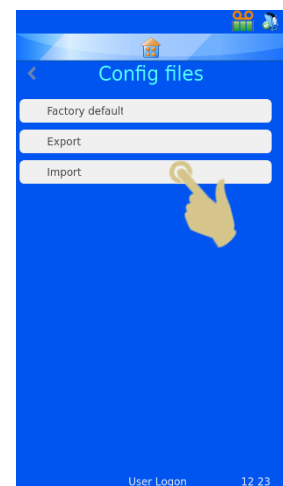 Config files
Factory default
Export
Import
User Logon 12 23